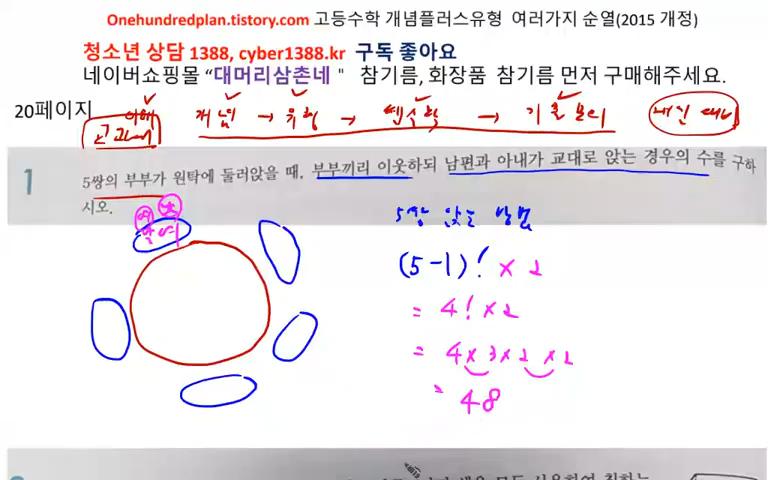 Onehundredplan.tistory.com 고등수학 개념플러스유형 여러가지 순열(2015 개정)
청소년 상담 1388, cyber1388.kr 구독 좋아요
네이버쇼핑몰 “대머리삼촌네 " 참기름, 화장품 참기름 먼저 구매해주세요.
20페이지
이해
교과서 개념 → 유형 → → 기출문제 내신 대비
1
5쌍의 부부가 원탁에 둘러앉을 때, 부부끼리 이웃하되 남편과 아내가 교대로 앉는 경우의 수를 구하
시오.
5쌍 앉는 방법
(5-1)! × 2
= 4! × 2
= 4 × 3 × 2 × 2
= 48